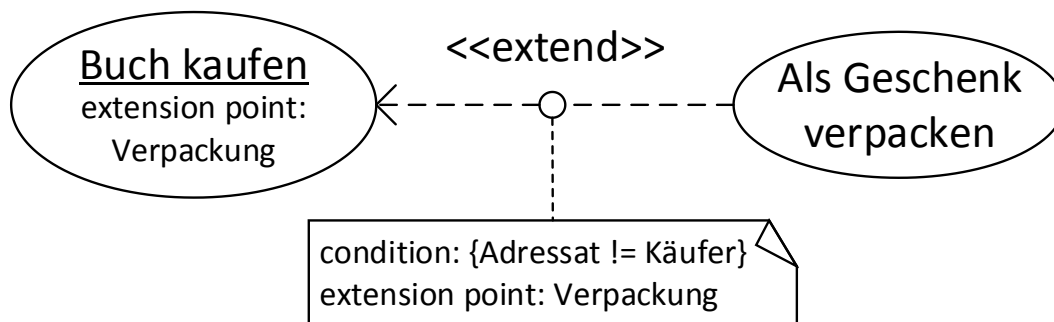 Buch kaufen
extension point:
Verpackung
<<extend>>
Als Geschenk
verpacken
condition: {Adressat != Käufer}
extension point: Verpackung